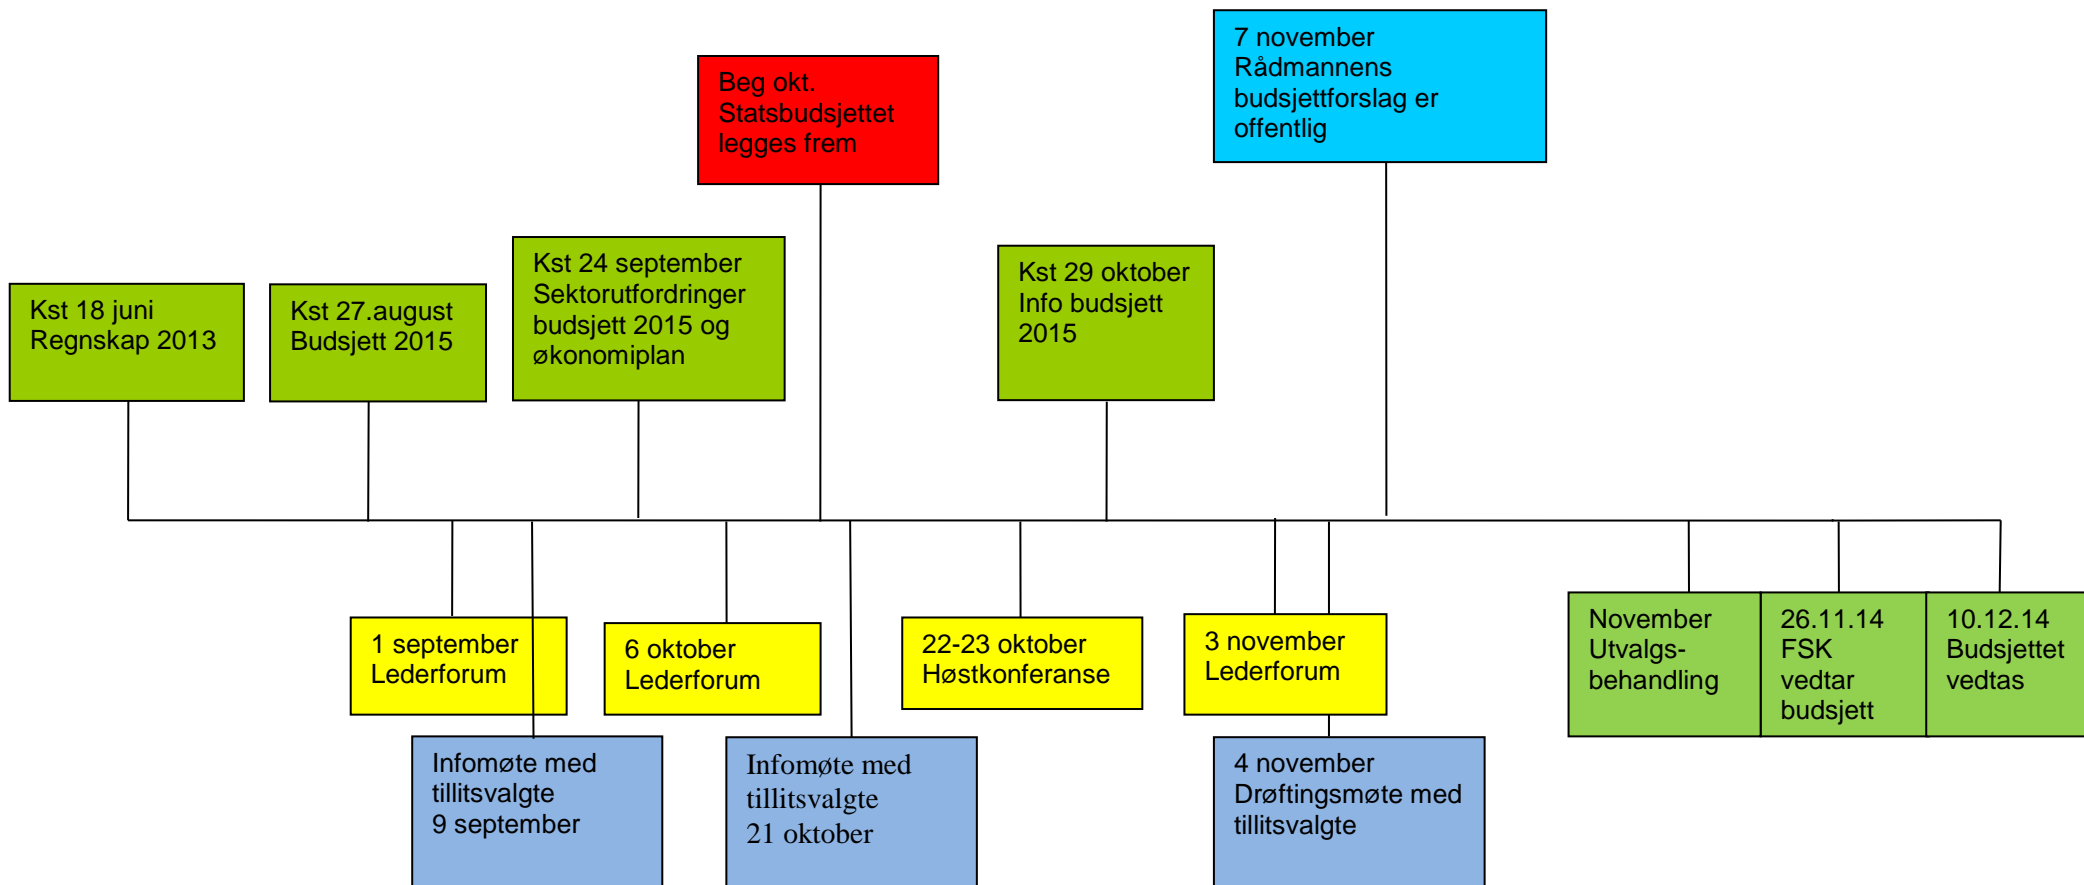 7 november
Rådmannens
budsjettforslag er
offentlig
Beg okt.
Statsbudsjettet
legges frem
Kst 18 juni
Regnskap 2013
Kst 27.august
Budsjett 2015
Kst 24 september
Sektorutfordringer
budsjett 2015 og
økonomiplan
Kst 29 oktober
Info budsjett
2015
1 september
Lederforum
6 oktober
Lederforum
22-23 oktober
Høstkonferanse
3 november
Lederforum
November
Utvalgs-
behandling
26.11.14
FSK
vedtar
budsjett
10.12.14
Budsjettet
vedtas
Infomøte med
tillitsvalgte
9 september
Infomøte med
tillitsvalgte
21 oktober
4 november
Drøftingsmøte med
tillitsvalgte